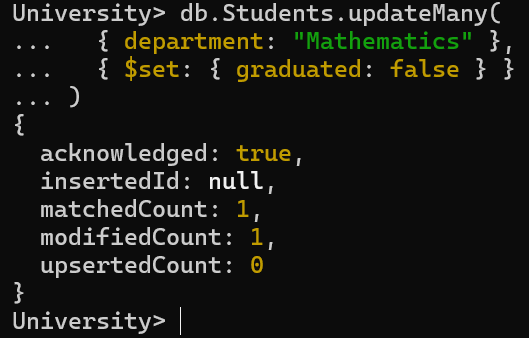 University> db.Students.updateMany(
...   { department: "Mathematics" },
...   { $set: { graduated: false } }
... )
{
  acknowledged: true,
  insertedId: null,
  matchedCount: 1,
  modifiedCount: 1,
  upsertedCount: 0
}
University>